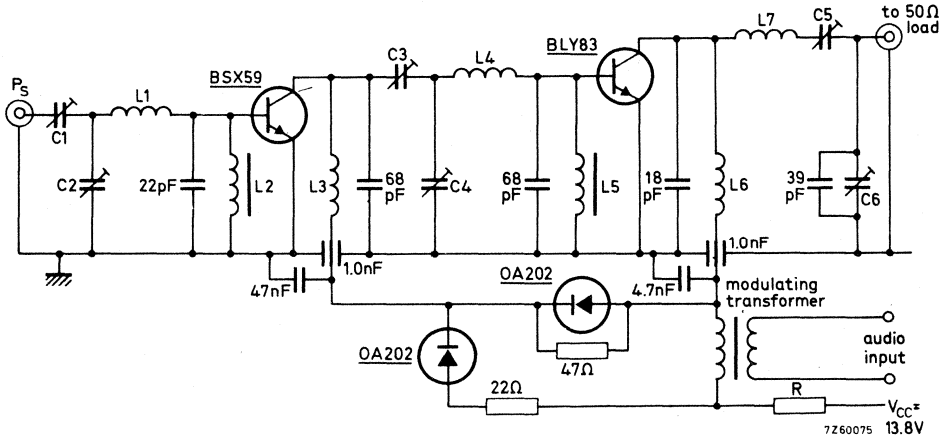 to 50Ω
load
C5
L7
BLY83
C3
L4
BSX59
PS
L1
C1
C2
22pF
L2
L3
68
pF
C4
68
pF
L5
18
pF
L6
39
pF
C6
1.0nF
47nF
1.0nF
4.7nF
OA202
modulating
transformer
47Ω
OA202
audio
input
22Ω
R
VCC=
13.8V
7Z60075